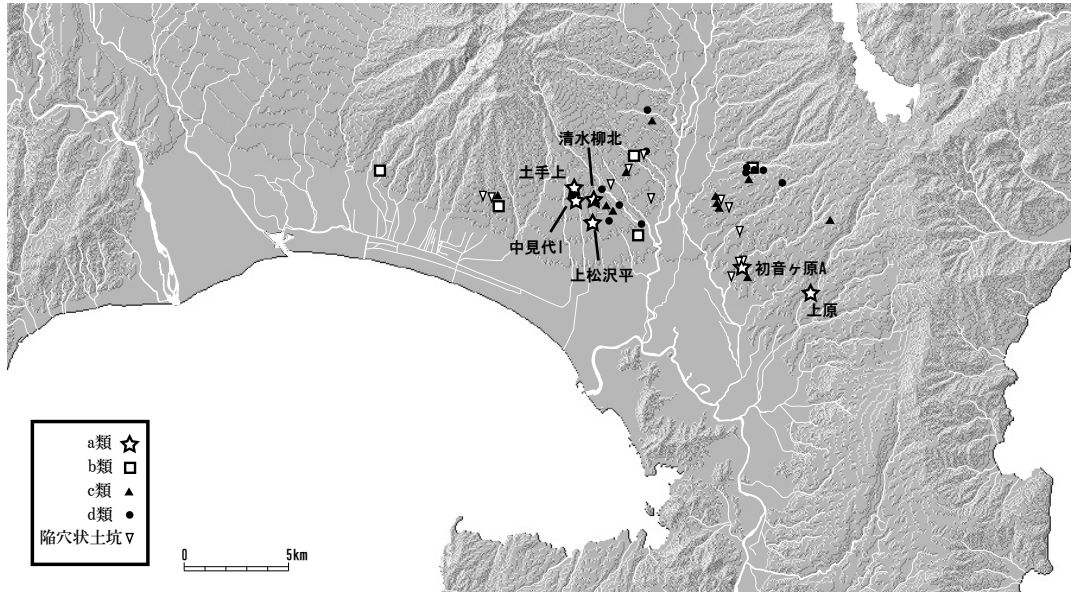 清水柳北
土手上
中見代I
上松沢平
初音ヶ原A
上原
a類
b類
c類
d類
陥穴状土坑
0 5km